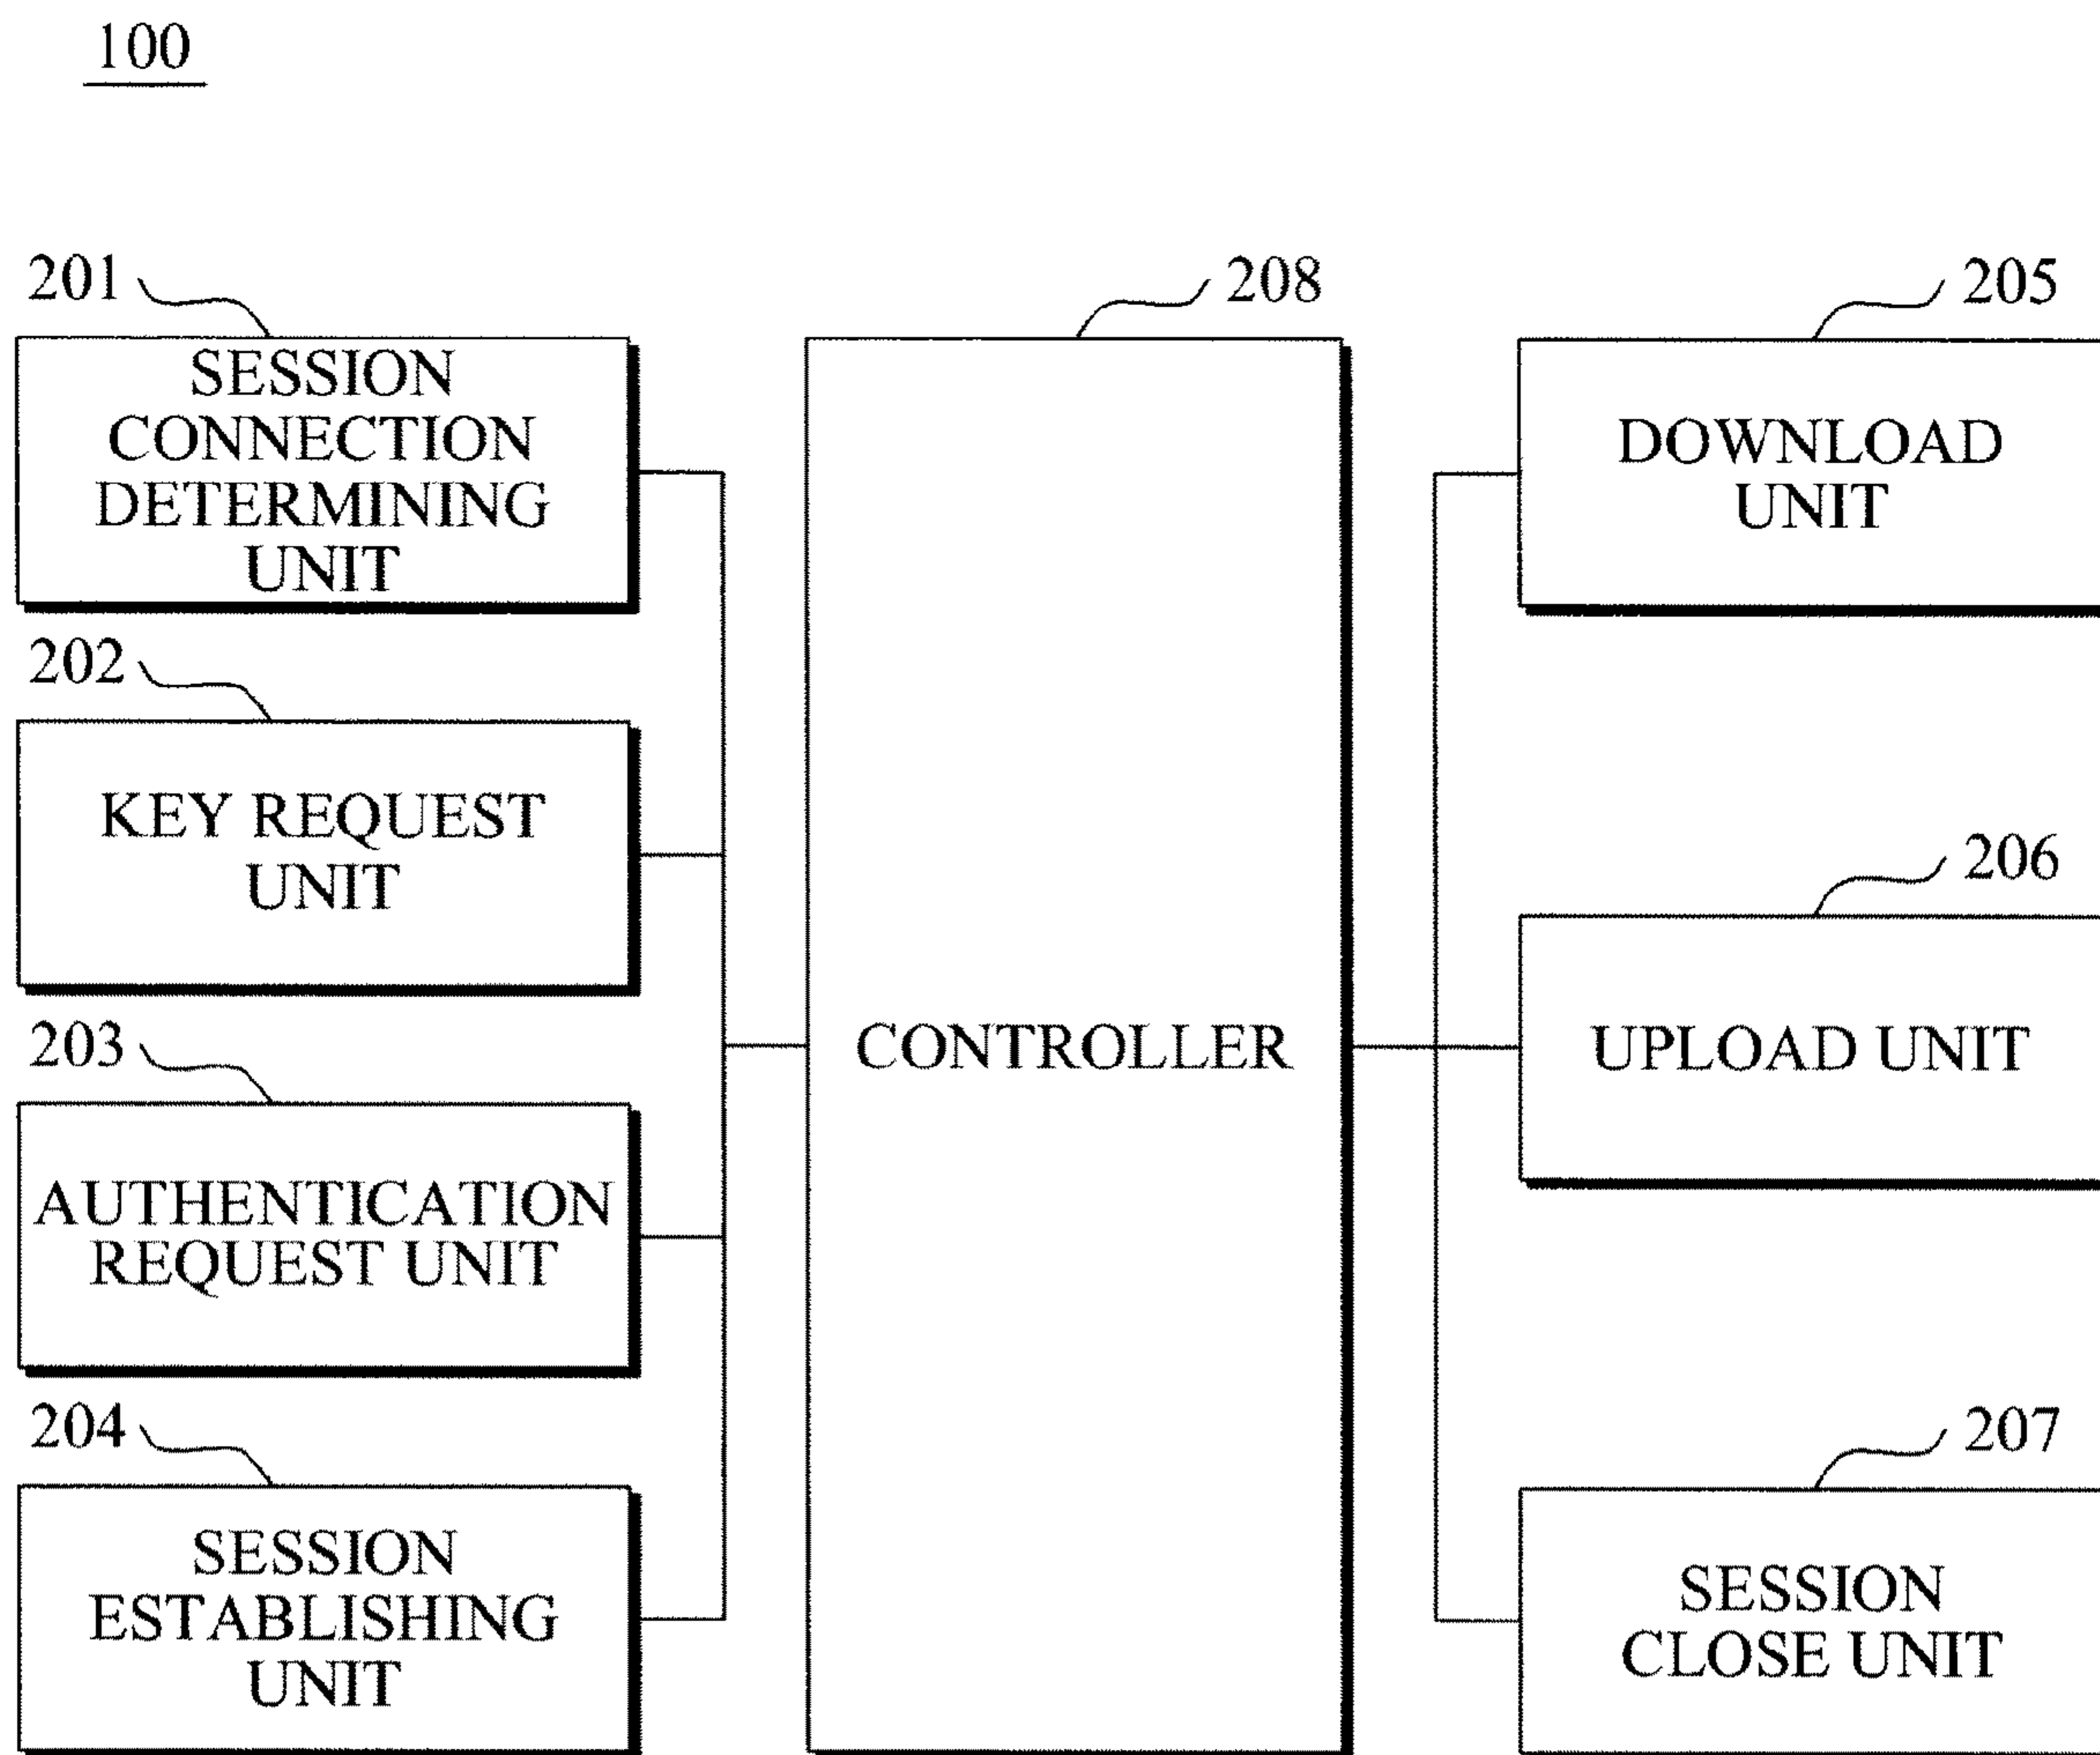 100
201
SESSION
CONNECTION
DETERMINING
UNIT
202
KEY REQUEST
UNIT
203
AUTHENTICATION
REQUEST UNIT
204
SESSION
ESTABLISHING
UNIT
208
CONTROLLER
205
DOWNLOAD
UNIT
206
UPLOAD UNIT
207
SESSION
CLOSE UNIT